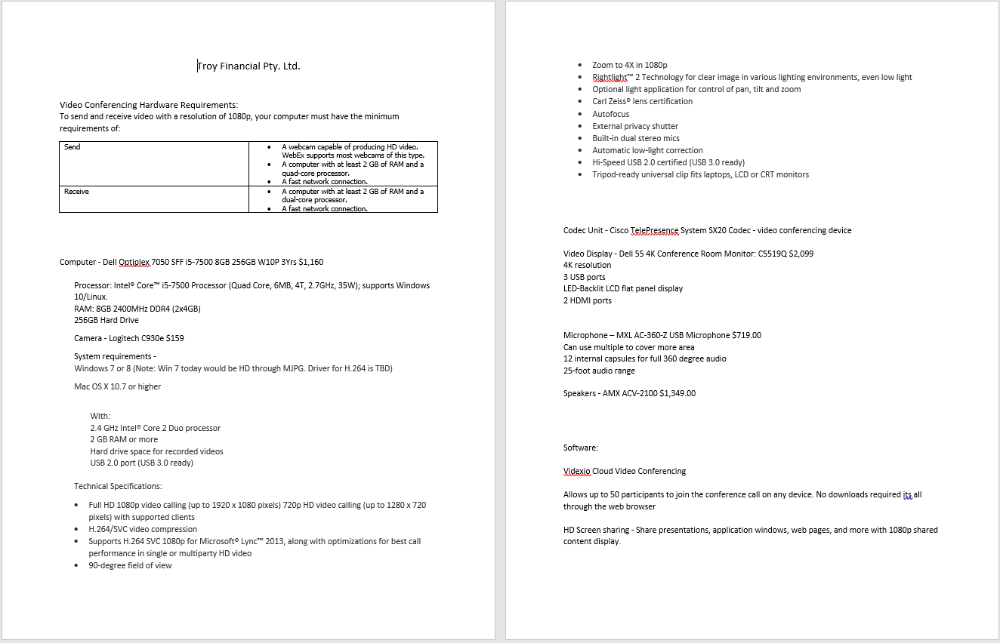 Troy Financial Pty. Ltd.
Video Conferencing Hardware Requirements:
To send and receive video with a resolution of 1080p, your computer must have the minimum
requirements of:
Send
• A webcam capable of producing HD video.
WebEx supports most webcams of this type.
• A computer with at least 2 GB of RAM and a
quad-core processor.
• A fast network connection.
Receive
• A computer with at least 2 GB of RAM and a
dual-core processor.
• A fast network connection.
Computer - Dell Optiplex 7050 SFF i5-7500 8GB 256GB W10P 3Yrs $1,160
Processor: Intel® Core™ i5-7500 Processor (Quad Core, 6MB, 4T, 2.7GHz, 35W); supports Windows
10/Linux.
RAM: 8GB 2400MHz DDR4 (2x4GB)
256GB Hard Drive
Camera - Logitech C930e $159
System requirements -
Windows 7 or 8 (Note: Win 7 today would be HD through MJPG. Driver for H.264 is TBD)
Mac OS X 10.7 or higher
With:
2.4 GHz Intel® Core 2 Duo processor
2 GB RAM or more
Hard drive space for recorded videos
USB 2.0 port (USB 3.0 ready)
Technical Specifications:
• Full HD 1080p video calling (up to 1920 x 1080 pixels) 720p HD video calling (up to 1280 x 720
pixels) with supported clients
• H.264/SVC video compression
• Supports H.264 SVC 1080p for Microsoft® Lync™ 2013, along with optimizations for best call
performance in single or multiparty HD video
• 90-degree field of view
• Zoom to 4X in 1080p
• Rightlight™ 2 Technology for clear image in various lighting environments, even low light
• Optional light application for control of pan, tilt and zoom
• Carl Zeiss® lens certification
• Autofocus
• External privacy shutter
• Built-in dual stereo mics
• Automatic low-light correction
• Hi-Speed USB 2.0 certified (USB 3.0 ready)
• Tripod-ready universal clip fits laptops, LCD or CRT monitors
Codec Unit - Cisco TelePresence System SX20 Codec - video conferencing device
Video Display - Dell 55 4K Conference Room Monitor: C5519Q $2,099
4K resolution
3 USB ports
LED-Backlit LCD flat panel display
2 HDMI ports
Microphone – MXL AC-360-Z USB Microphone $719.00
Can use multiple to cover more area
12 internal capsules for full 360 degree audio
25-foot audio range
Speakers - AMX ACV-2100 $1,349.00
Software:
Videxio Cloud Video Conferencing
Allows up to 50 participants to join the conference call on any device. No downloads required its all
through the web browser
HD Screen sharing - Share presentations, application windows, web pages, and more with 1080p shared
content display.